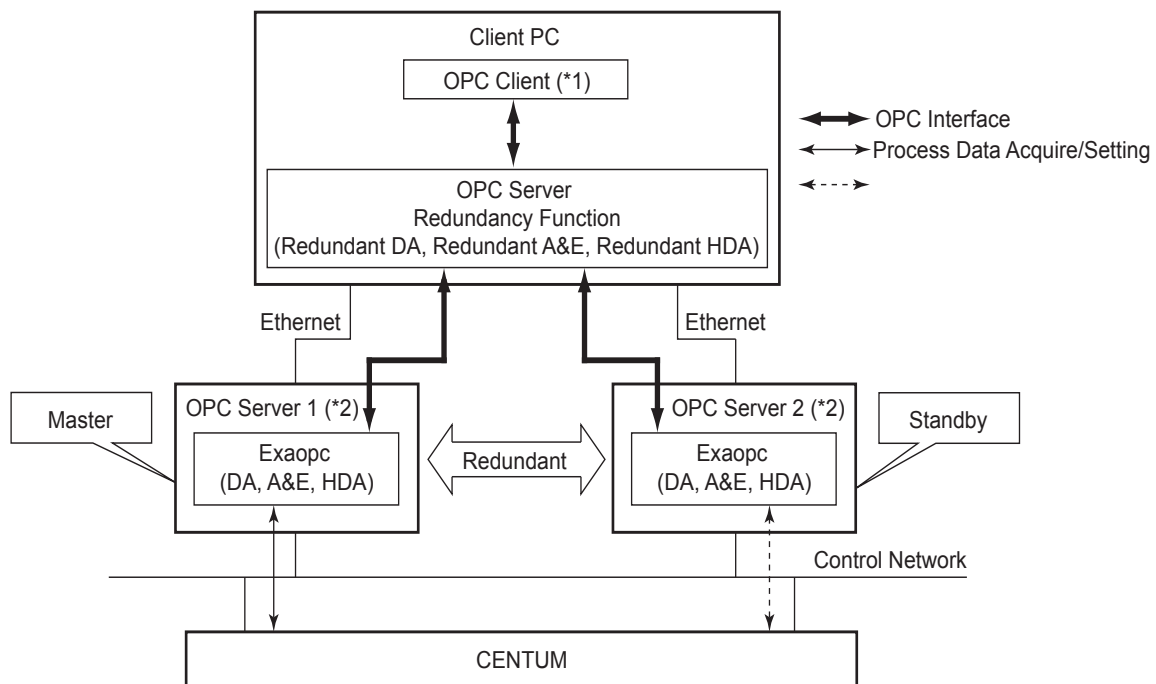 Client PC
OPC Client (*1)
OPC Interface
Process Data Acquire/Setting
OPC Server
Redundancy Function
(Redundant DA, Redundant A&E, Redundant HDA)
Ethernet
Ethernet
Master
OPC Server 1 (*2)
Exaopc
(DA, A&E, HDA)
Redundant
OPC Server 2 (*2)
Exaopc
(DA, A&E, HDA)
Standby
Control Network
CENTUM